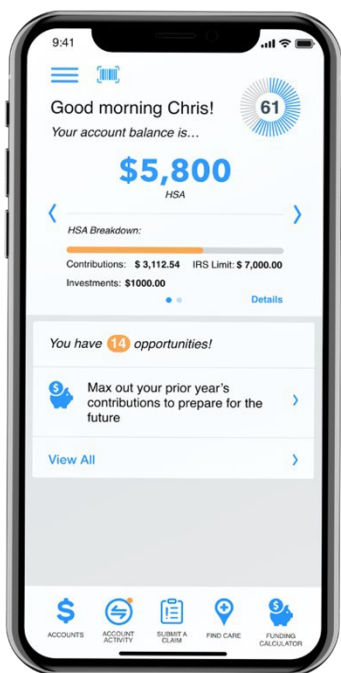 9:41
Good morning Chris!
61
Your account balance is...
$5,800
HSA
HSA Breakdown:
Contributions: $ 3,112.54 IRS Limit: $ 7,000.00
Investments: $1000.00
Details
You have 14 opportunities!
$
Max out your prior year's
contributions to prepare for the
future
View All
$
ACCOUNTS
ACCOUNT
ACTIVITY
SUBMIT A
CLAIM
FIND CARE
$
FUNDING
CALCULATOR